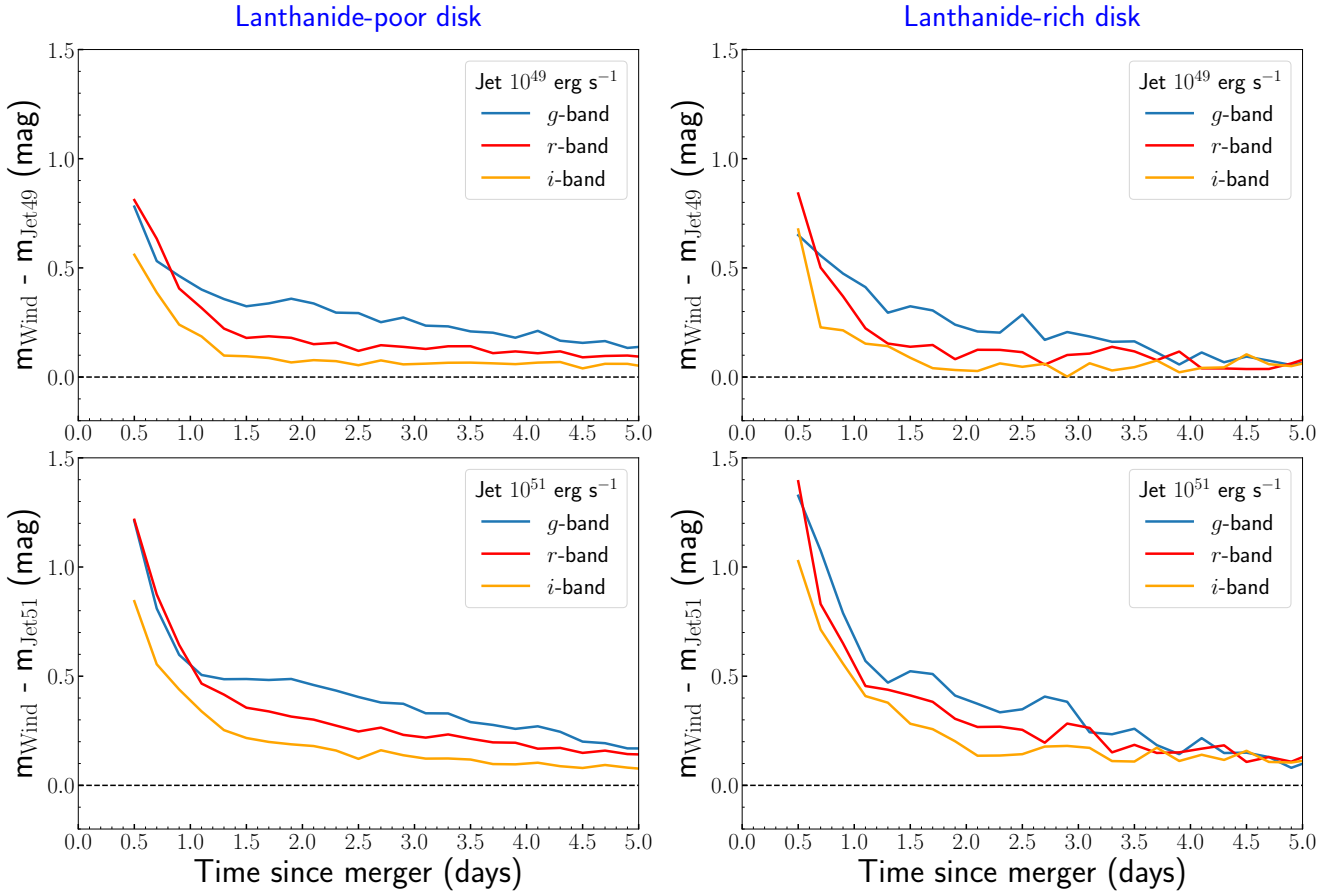 Lanthanide-poor disk
Lanthanide-rich disk
m_Wind - m_Jet49 (mag)
1.5
1.0
0.5
0.0
Jet 10^49 erg s^−1
g-band
r-band
i-band
0.0 0.5 1.0 1.5 2.0 2.5 3.0 3.5 4.0 4.5 5.0
m_Wind - m_Jet49 (mag)
1.5
1.0
0.5
0.0
Jet 10^49 erg s^−1
g-band
r-band
i-band
0.0 0.5 1.0 1.5 2.0 2.5 3.0 3.5 4.0 4.5 5.0
m_Wind - m_Jet51 (mag)
1.5
1.0
0.5
0.0
Jet 10^51 erg s^−1
g-band
r-band
i-band
0.0 0.5 1.0 1.5 2.0 2.5 3.0 3.5 4.0 4.5 5.0
Time since merger (days)
m_Wind - m_Jet51 (mag)
1.5
1.0
0.5
0.0
Jet 10^51 erg s^−1
g-band
r-band
i-band
0.0 0.5 1.0 1.5 2.0 2.5 3.0 3.5 4.0 4.5 5.0
Time since merger (days)